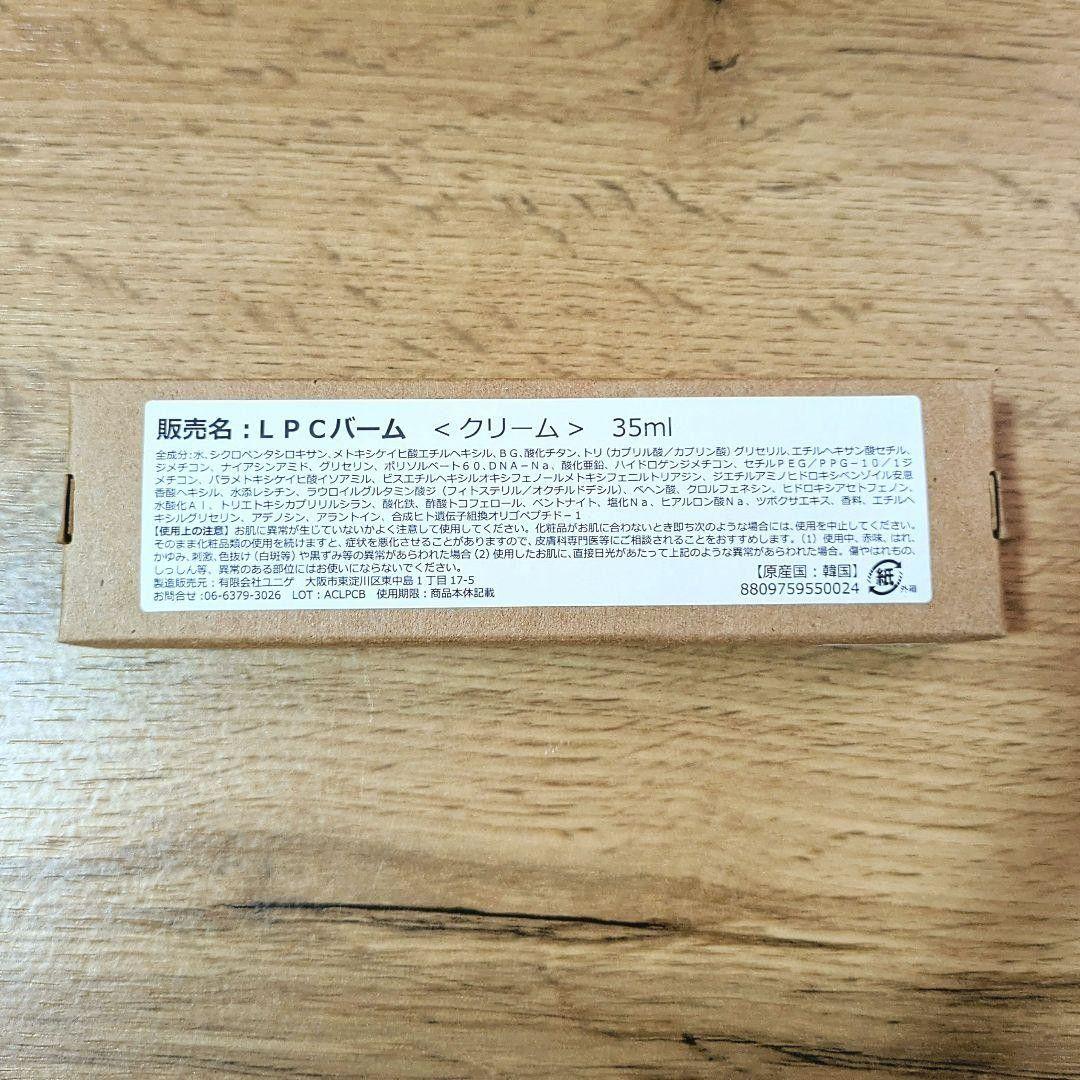 販売名：ＬＰＣバーム ＜クリーム＞ 35ml
全成分：水、シクロペンタシロキサン、メトキシケイヒ酸エチルヘキシル、ＢＧ、酸化チタン、トリ（カプリル酸／カプリン酸）グリセリル、エチルヘキサン酸セチル、
ジメチコン、ナイアシンアミド、グリセリン、ポリソルベート６０、ＤＮＡ－Ｎａ、酸化亜鉛、ハイドロゲンジメチコン、セチルＰＥＧ／ＰＰＧ－１０／１ジ
メチコン、パラメトキシケイヒ酸イソアミル、ビスエチルヘキシルオキシフェノールメトキシフェニルトリアジン、ジエチルアミノヒドロキシベンゾイル安息
香酸ヘキシル、水添レシチン、ラウロイルグルタミン酸ジ（フィトステリル／オクチルドデシル）、ベヘン酸、クロルフェネシン、ヒドロキシアセトフェノン、
水酸化Ａｌ、トリエトキシカプリリルシラン、酸化鉄、酢酸トコフェロール、ベントナイト、塩化Ｎａ、ヒアルロン酸Ｎａ、ツボクサエキス、香料、エチルヘ
キシルグリセリン、アデノシン、アラントイン、合成ヒト遺伝子組換オリゴペプチド－１
【使用上の注意】お肌に異常が生じていないかよく注意して使用してください。化粧品がお肌に合わないとき即ち次のような場合には、使用を中止してください。
そのまま化粧品類の使用を続けますと、症状を悪化させることがありますので、皮膚科専門医等にご相談されることをおすすめします。（1）使用中、赤味、はれ、
かゆみ、刺激、色抜け（白斑等）や黒ずみ等の異常があらわれた場合（2）使用したお肌に、直接日光があたって上記のような異常があらわれた場合。傷やはれもの、
しっしん等、異常のある部位にはお使いにならないでください。
製造販売元：有限会社ユニゲ 大阪市東淀川区東中島１丁目17-5
【原産国：韓国】
お問合せ：06-6379-3026 LOT：ACLPCB 使用期限：商品本体記載
8809759550024
紙
外箱